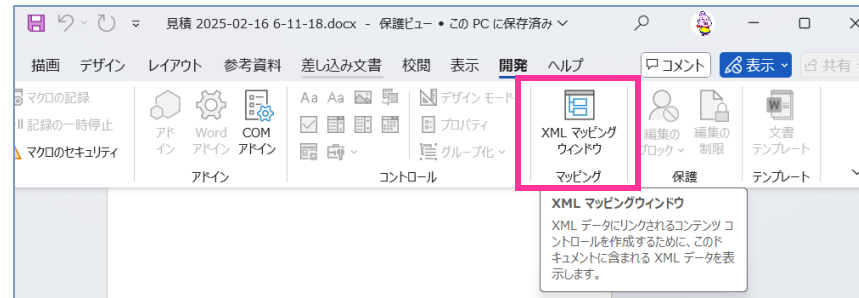 見積 2025-02-16 6-11-18.docx - 保護ビュー • この PC に保存済み
描画 デザイン レイアウト 参考資料 差し込み文書 校閲 表示 開発 ヘルプ コメント 表示 共有
マクロの記録
記録の一時停止
マクロのセキュリティ
アド
イン
Word
アドイン
COM
アドイン
アドイン
Aa Aa
デザイン モード
プロパティ
グループ化
コントロール
XML マッピング
ウィンドウ
マッピング
編集の
ブロック
編集の
制限
保護
文書
テンプレート
テンプレート
XML マッピングウィンドウ
XML データにリンクされるコンテンツ コ
ントロールを作成するために、このド
キュメントに含まれる XML データを表
示します。